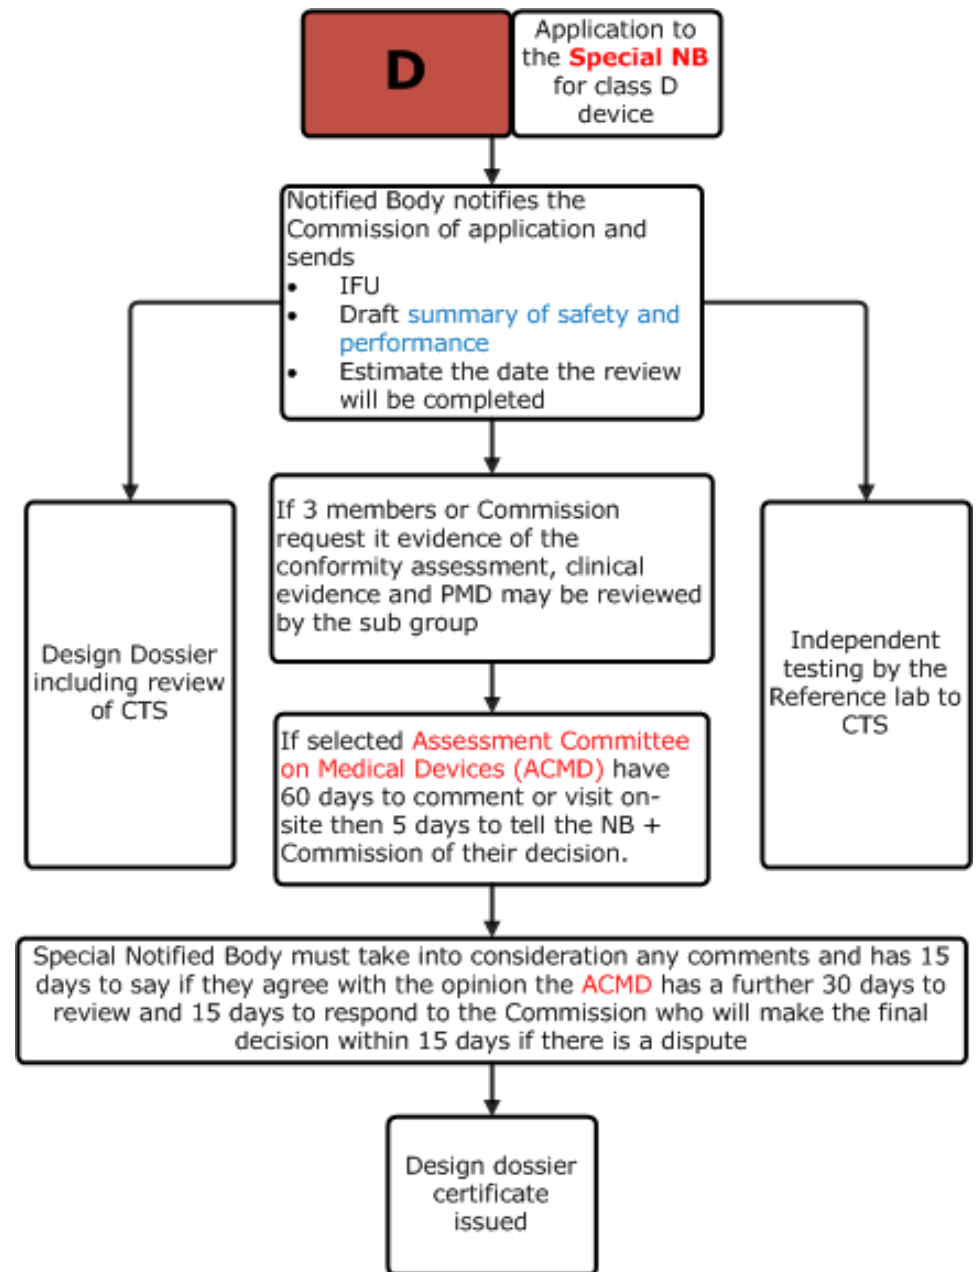 D
Application to
the Special NB
for class D
device
Notified Body notifies the
Commission of application and
sends
• IFU
• Draft summary of safety and
performance
• Estimate the date the review
will be completed
If 3 members or Commission
request it evidence of the
conformity assessment, clinical
evidence and PMD may be reviewed
by the sub group
Design Dossier
including review
of CTS
Independent
testing by the
Reference lab to
CTS
If selected Assessment Committee
on Medical Devices (ACMD) have
60 days to comment or visit on-
site then 5 days to tell the NB +
Commission of their decision.
Special Notified Body must take into consideration any comments and has 15
days to say if they agree with the opinion the ACMD has a further 30 days to
review and 15 days to respond to the Commission who will make the final
decision within 15 days if there is a dispute
Design dossier
certificate
issued